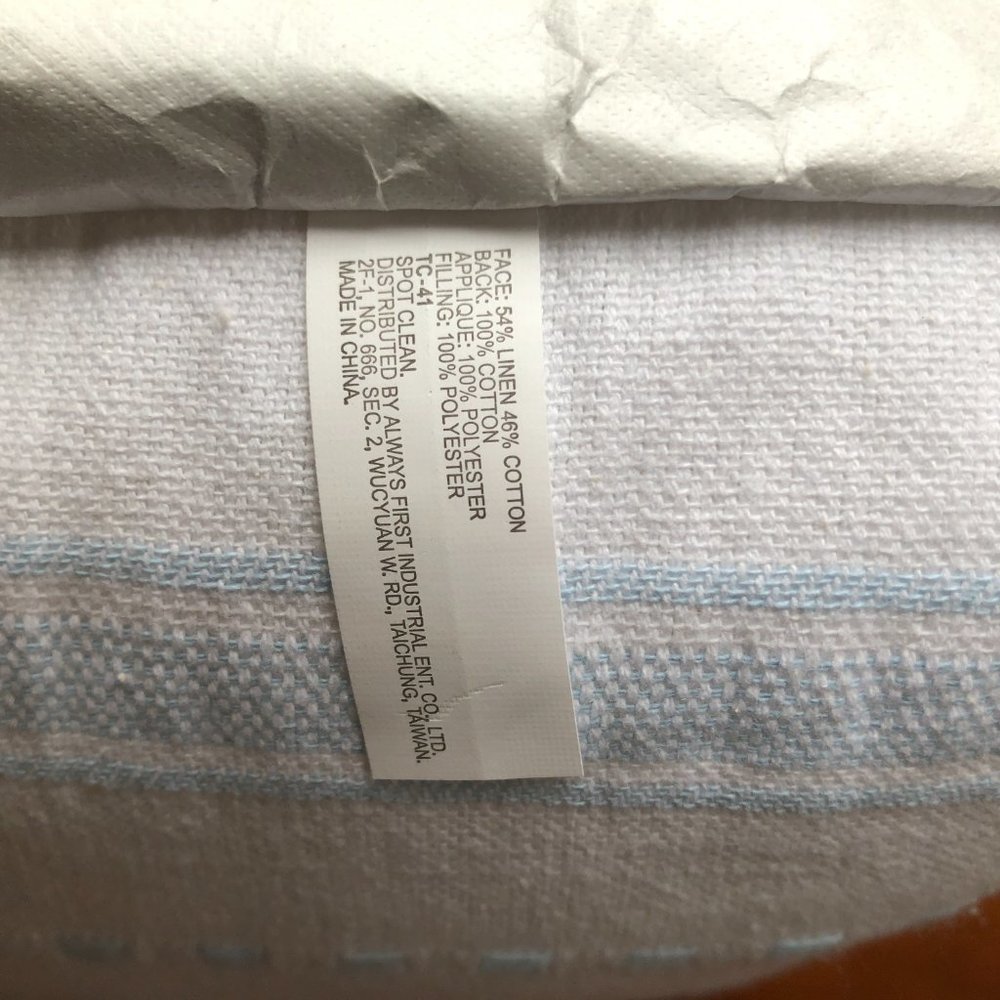 FACE: 54% LINEN 46% COTTON
BACK: 100% COTTON
APPLIQUE: 100% POLYESTER
FILLING: 100% POLYESTER
TC-41
SPOT CLEAN.
DISTRIBUTED BY ALWAYS FIRST INDUSTRIAL ENT. CO., LTD.
2F-1, NO. 666, SEC. 2, WUCYUAN W. RD., TAICHUNG, TAIWAN.
MADE IN CHINA.